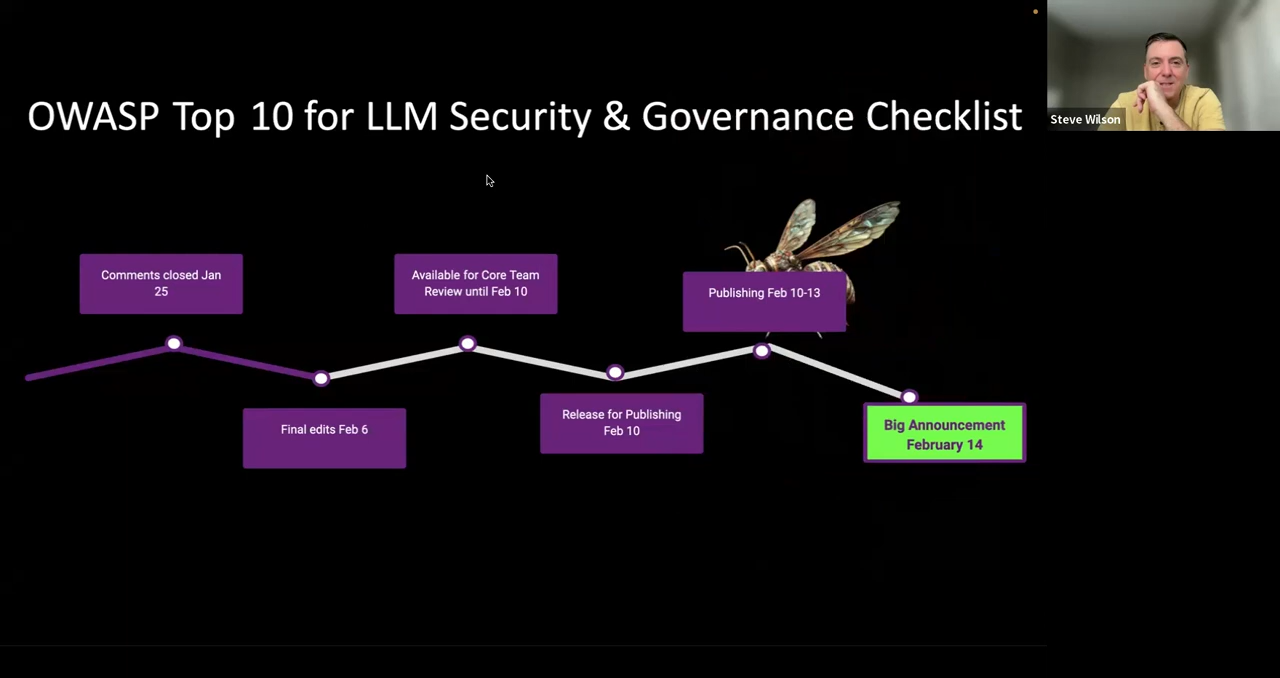 OWASP Top 10 for LLM Security & Governance Checklist
Steve Wilson
Comments closed Jan
25
Available for Core Team
Review until Feb 10
Publishing Feb 10-13
Final edits Feb 6
Release for Publishing
Feb 10
Big Announcement
February 14